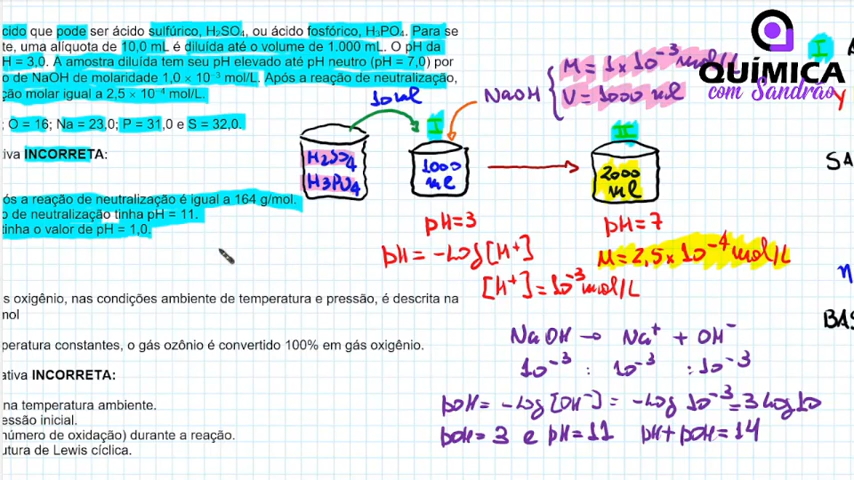 cido que pode ser ácido sulfúrico, H₂SO₄, ou ácido fosfórico, H₃PO₄. Para se
te, uma alíquota de 10,0 mL é diluída até o volume de 1.000 mL. O pH da
H = 3,0. A amostra diluída tem seu pH elevado até pH neutro (pH = 7,0) por
o de NaOH de molaridade 1,0 × 10⁻³ mol/L. Após a reação de neutralização,
ção molar igual a 2,5 × 10⁻⁴ mol/L.
; O = 16; Na = 23,0; P = 31,0 e S = 32,0.
tiva INCORRETA:
ós a reação de neutralização é igual a 164 g/mol.
o de neutralização tinha pH = 11.
tinha o valor de pH = 1,0.
s oxigênio, nas condições ambiente de temperatura e pressão, é descrita na
mol
peratura constantes, o gás ozônio é convertido 100% em gás oxigênio.
ativa INCORRETA:
na temperatura ambiente.
essão inicial.
número de oxidação) durante a reação.
utura de Lewis cíclica.
10 ml
NaOH
M = 1 x 10⁻³ mol/L
V = 1000 ml
I
II
H2SO4
H3PO4
1000
ml
2000
ml
pH=3
pH=7
pH = -log[H⁺]
M = 2,5 x 10⁻⁴ mol/L
[H⁺] = 10⁻³ mol/L
NaOH → Na⁺ + OH⁻
10⁻³ : 10⁻³ : 10⁻³
pOH = -log[OH⁻] = -log 10⁻³ = 3 log 10
pOH = 3 e pH = 11 pH + pOH = 14
QUÍMICA
com Sandrão
I
Y
SA
n
BAS